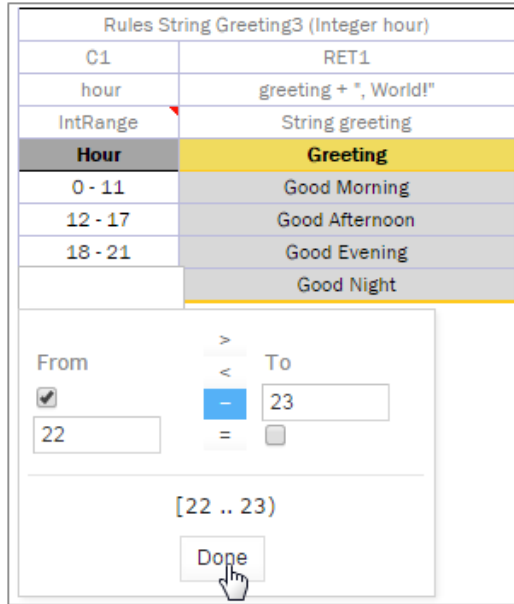 Rules String Greeting3 (Integer hour)
C1 RET1
hour greeting + ", World!"
IntRange String greeting
Hour Greeting
0 - 11 Good Morning
12 - 17 Good Afternoon
18 - 21 Good Evening
Good Night
>
From < To
– 23
22 =
[22 .. 23)
Done